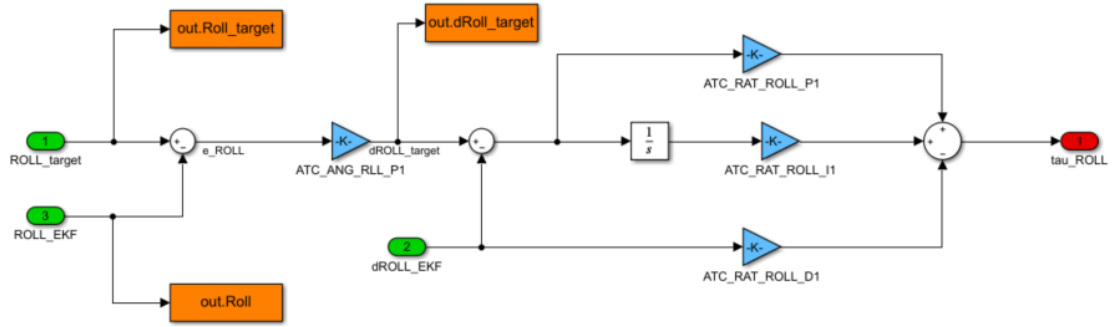 out.Roll_target
out.dRoll_target
-K-
ATC_RAT_ROLL_P1
1
ROLL_target
+
-
e_ROLL
-K-
dROLL_target
ATC_ANG_RLL_P1
+
-
1
s
-K-
ATC_RAT_ROLL_I1
+
+
-
1
tau_ROLL
3
ROLL_EKF
2
dROLL_EKF
-K-
ATC_RAT_ROLL_D1
out.Roll